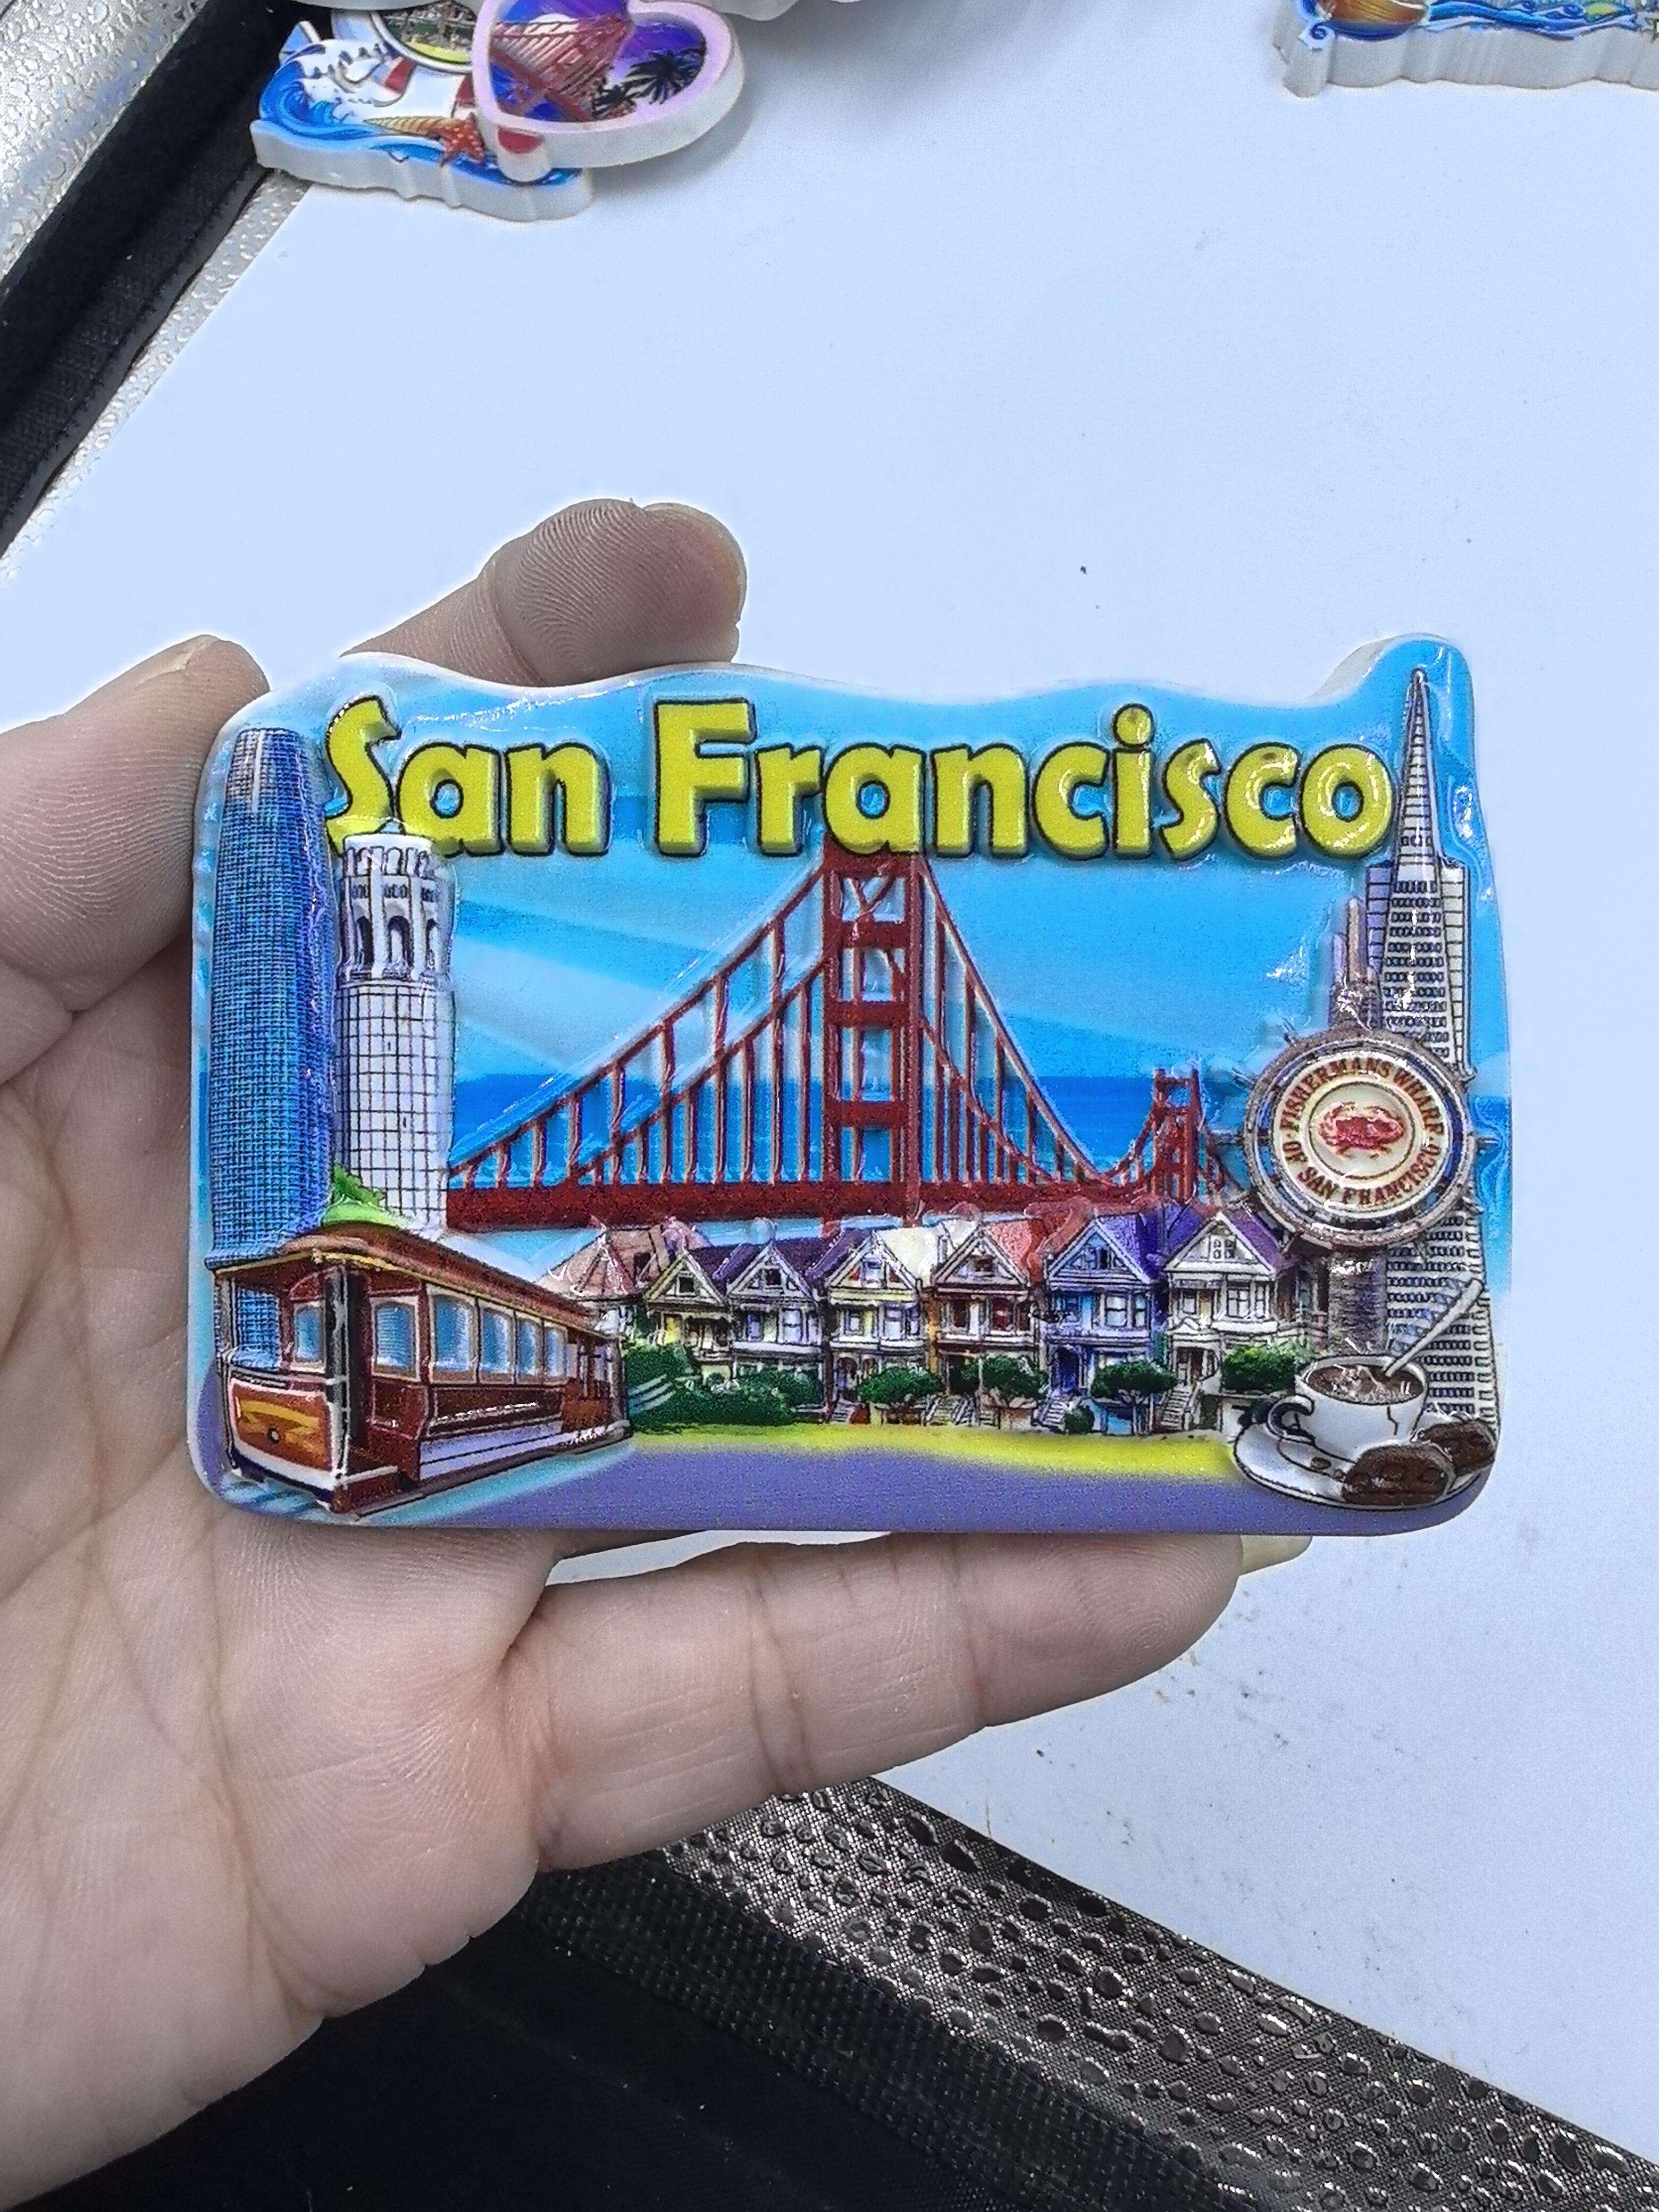 San Francisco
FISHERMANS WHARF
OF SAN FRANCISCO